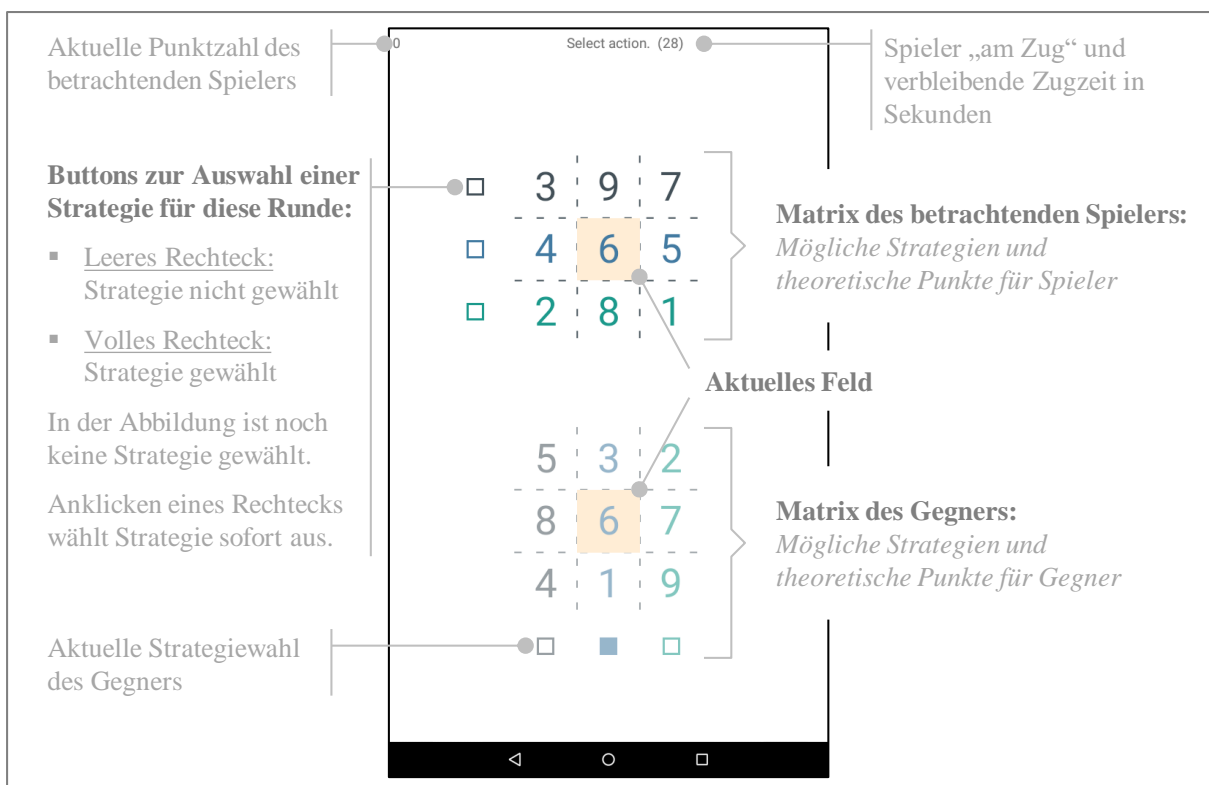 Aktuelle Punktzahl des
betrachtenden Spielers
0
Select action. (28)
Spieler „am Zug“ und
verbleibende Zugzeit in
Sekunden
Buttons zur Auswahl einer
Strategie für diese Runde:
▪ Leeres Rechteck:
Strategie nicht gewählt
▪ Volles Rechteck:
Strategie gewählt
In der Abbildung ist noch
keine Strategie gewählt.
Anklicken eines Rechtecks
wählt Strategie sofort aus.
3 9 7
4 6 5
2 8 1
Matrix des betrachtenden Spielers:
Mögliche Strategien und
theoretische Punkte für Spieler
Aktuelles Feld
5 3 2
8 6 7
4 1 9
Matrix des Gegners:
Mögliche Strategien und
theoretische Punkte für Gegner
Aktuelle Strategiewahl
des Gegners